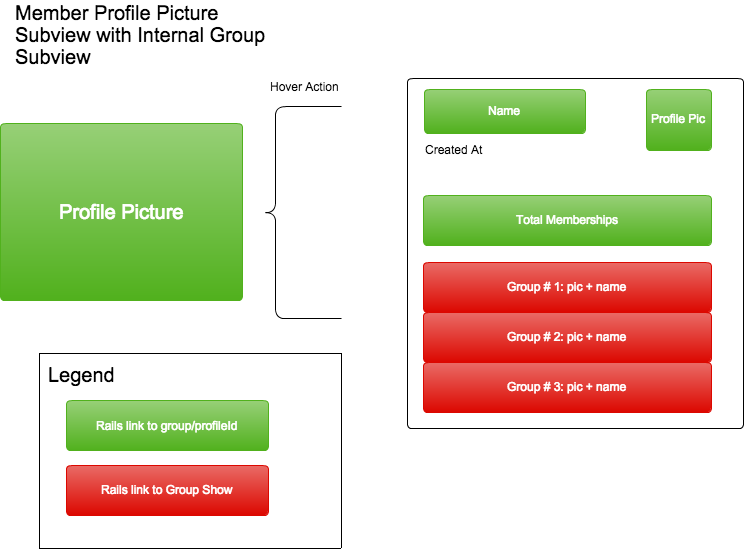 Member Profile Picture
Subview with Internal Group
Subview
Hover Action
Profile Picture
Name
Profile Pic
Created At
Total Memberships
Group # 1: pic + name
Group # 2: pic + name
Group # 3: pic + name
Legend
Rails link to group/profileId
Rails link to Group Show